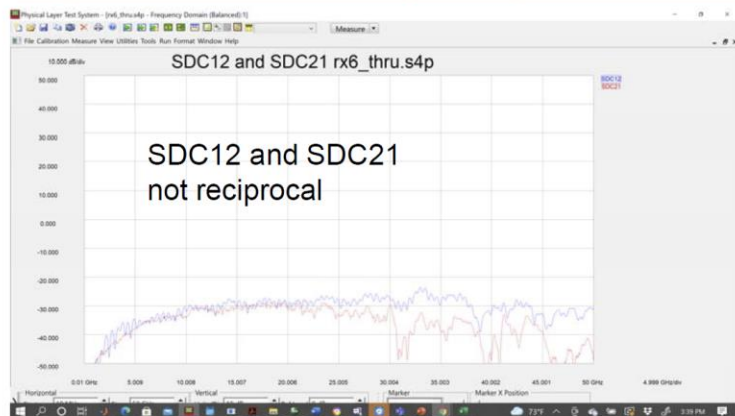 Physical Layer Test System - [rx6_thru.s4p - Frequency Domain (Balanced):1]
Measure
File Calibration Measure View Utilities Tools Run Format Window Help
10.000 dB/div
SDC12 and SDC21 rx6_thru.s4p
SDC12
SDC21
50.000
40.000
30.000
20.000
10.000
0.000
-10.000
-20.000
-30.000
-40.000
-50.000
SDC12 and SDC21
not reciprocal
0.01 GHz 5.009 10.008 15.007 20.006 25.005 30.004 35.003 40.002 45.001 50 GHz 4.999 GHz/div
Horizontal Vertical Marker Marker X Position
73°F 3:39 PM